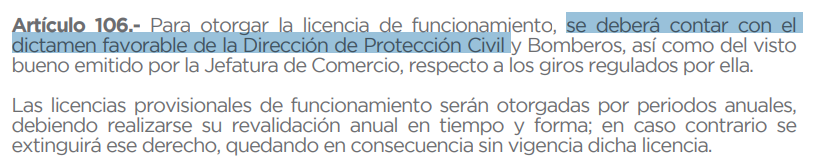 Artículo 106.- Para otorgar la licencia de funcionamiento, se deberá contar con el
dictamen favorable de la Dirección de Protección Civil y Bomberos, así como del visto
bueno emitido por la Jefatura de Comercio, respecto a los giros regulados por ella.
Las licencias provisionales de funcionamiento serán otorgadas por periodos anuales,
debiendo realizarse su revalidación anual en tiempo y forma; en caso contrario se
extinguirá ese derecho, quedando en consecuencia sin vigencia dicha licencia.